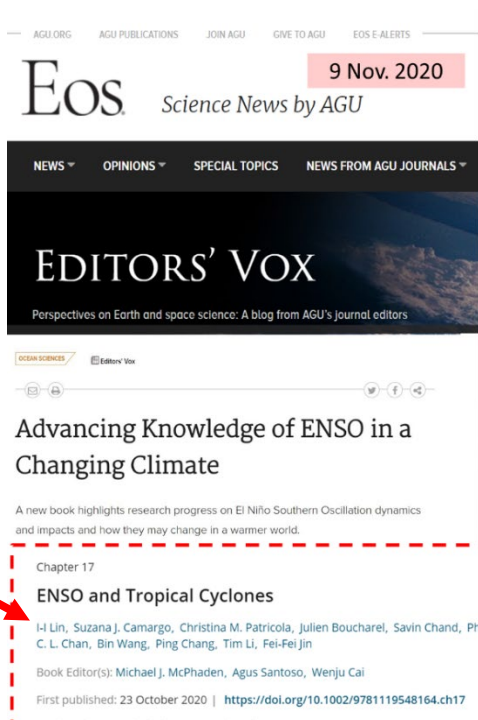 AGU.ORG AGU PUBLICATIONS JOIN AGU GIVE TO AGU EOS E-ALERTS
9 Nov. 2020
Eos Science News by AGU
NEWS OPINIONS SPECIAL TOPICS NEWS FROM AGU JOURNALS
EDITORS' VOX
Perspectives on Earth and space science: A blog from AGU's journal editors
OCEAN SCIENCES Editors' Vox
Advancing Knowledge of ENSO in a
Changing Climate
A new book highlights research progress on El Niño Southern Oscillation dynamics
and impacts and how they may change in a warmer world.
Chapter 17
ENSO and Tropical Cyclones
I-I Lin, Suzana J. Camargo, Christina M. Patricola, Julien Boucharel, Savin Chand, Ph
C. L. Chan, Bin Wang, Ping Chang, Tim Li, Fei-Fei Jin
Book Editor(s): Michael J. McPhaden, Agus Santoso, Wenju Cai
First published: 23 October 2020 | https://doi.org/10.1002/9781119548164.ch17